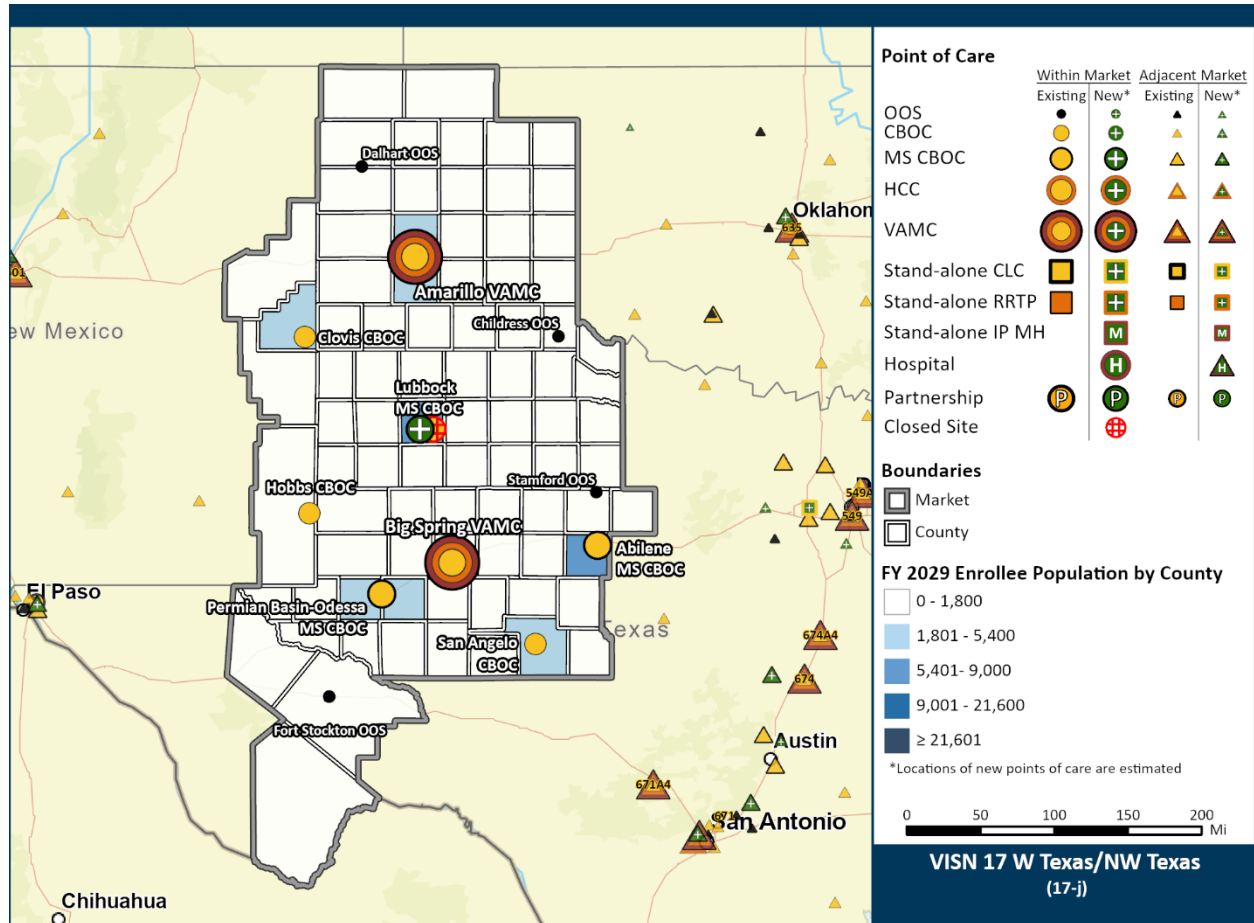 Dalhart OOS
Oklahom
635
01
ew Mexico
Amarillo VAMC
Clovis CBOC
Childress OOS
Lubbock
MS CBOC
Hobbs CBOC
Stamford OOS
549A
549
Big Spring VAMC
Abilene
MS CBOC
El Paso
Permian Basin-Odessa
MS CBOC
Texas
San Angelo
CBOC
674A4
674
Fort Stockton OOS
Austin
671A4
671
San Antonio
Chihuahua
Point of Care
Within Market Adjacent Market
Existing New* Existing New*
OOS
CBOC
MS CBOC
HCC
VAMC
Stand-alone CLC
Stand-alone RRTP
Stand-alone IP MH
M M
Hospital
H H
Partnership
P P P P
Closed Site
Boundaries
Market
County
FY 2029 Enrollee Population by County
0 - 1,800
1,801 - 5,400
5,401- 9,000
9,001 - 21,600
≥ 21,601
*Locations of new points of care are estimated
0 50 100 150 200
Mi
VISN 17 W Texas/NW Texas
(17-j)